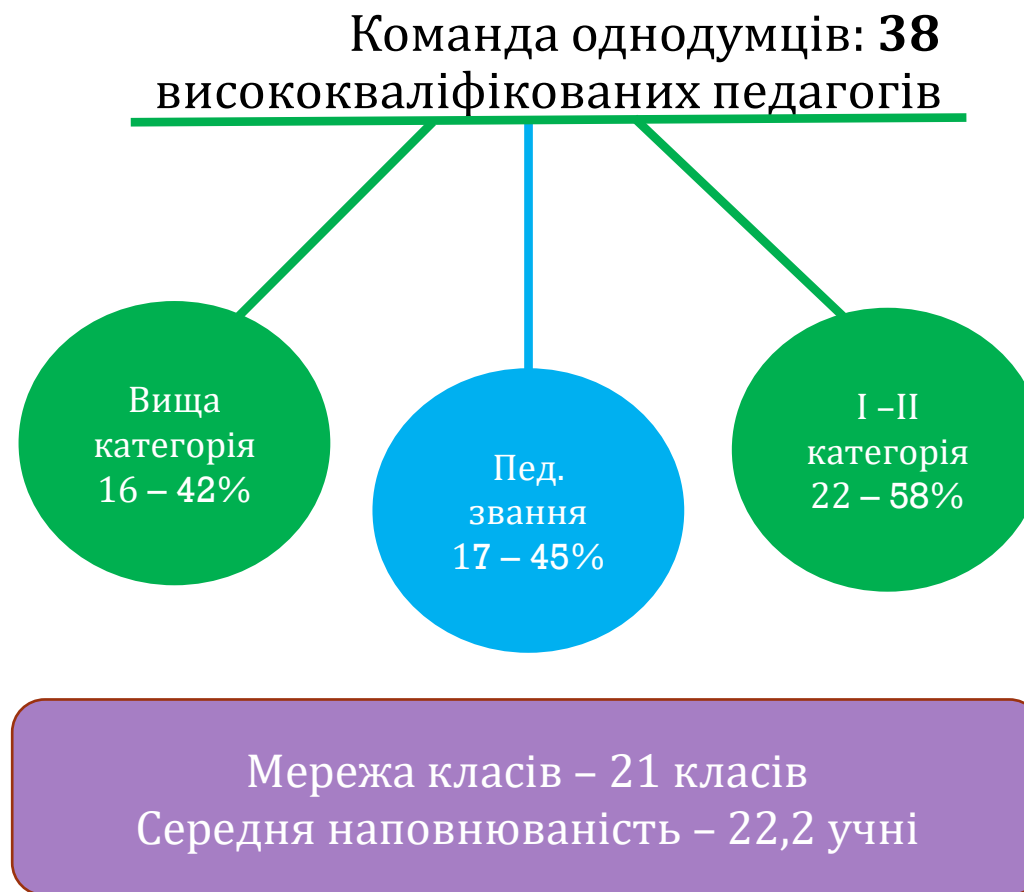 Команда однодумців: 38
висококваліфікованих педагогів
Вища
категорія
16 – 42%
Пед.
звання
17 – 45%
І –ІІ
категорія
22 – 58%
Мережа класів – 21 класів
Середня наповнюваність – 22,2 учні